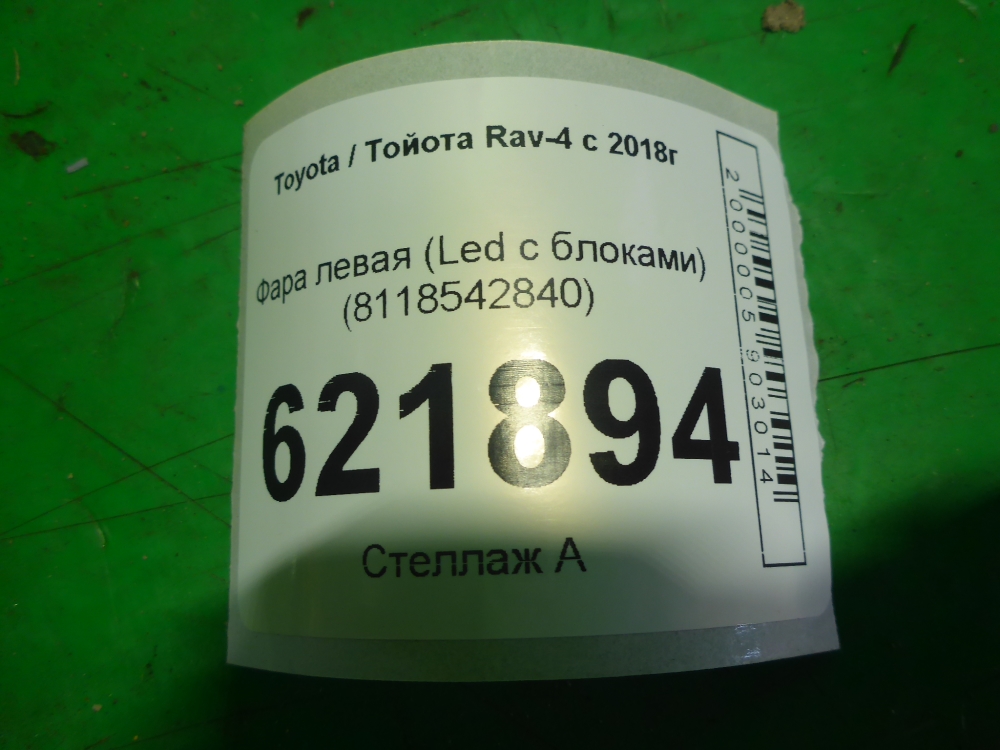 Toyota / Тойота Rav-4 с 2018г
Фара левая (Led с блоками)
(8118542840)
621894
Стеллаж А
2000005903014